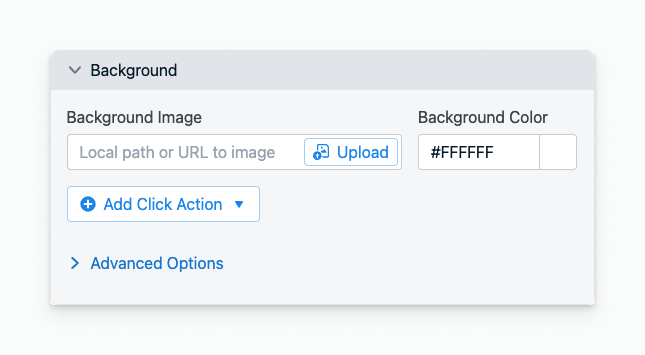 Background
Background Image
Background Color
Local path or URL to image
Upload
#FFFFFF
Add Click Action
Advanced Options